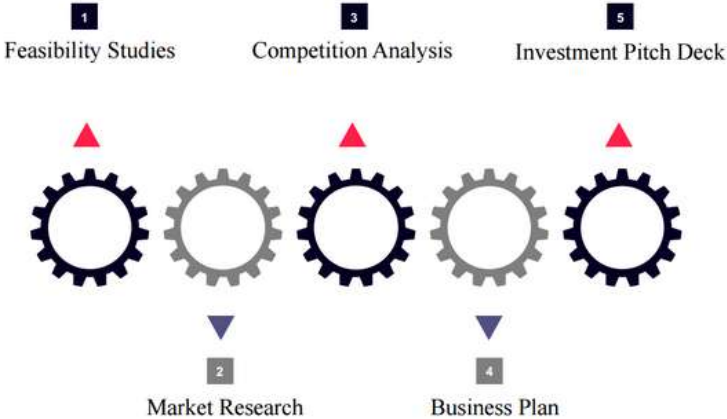 1
Feasibility Studies
3
Competition Analysis
5
Investment Pitch Deck
2
Market Research
4
Business Plan